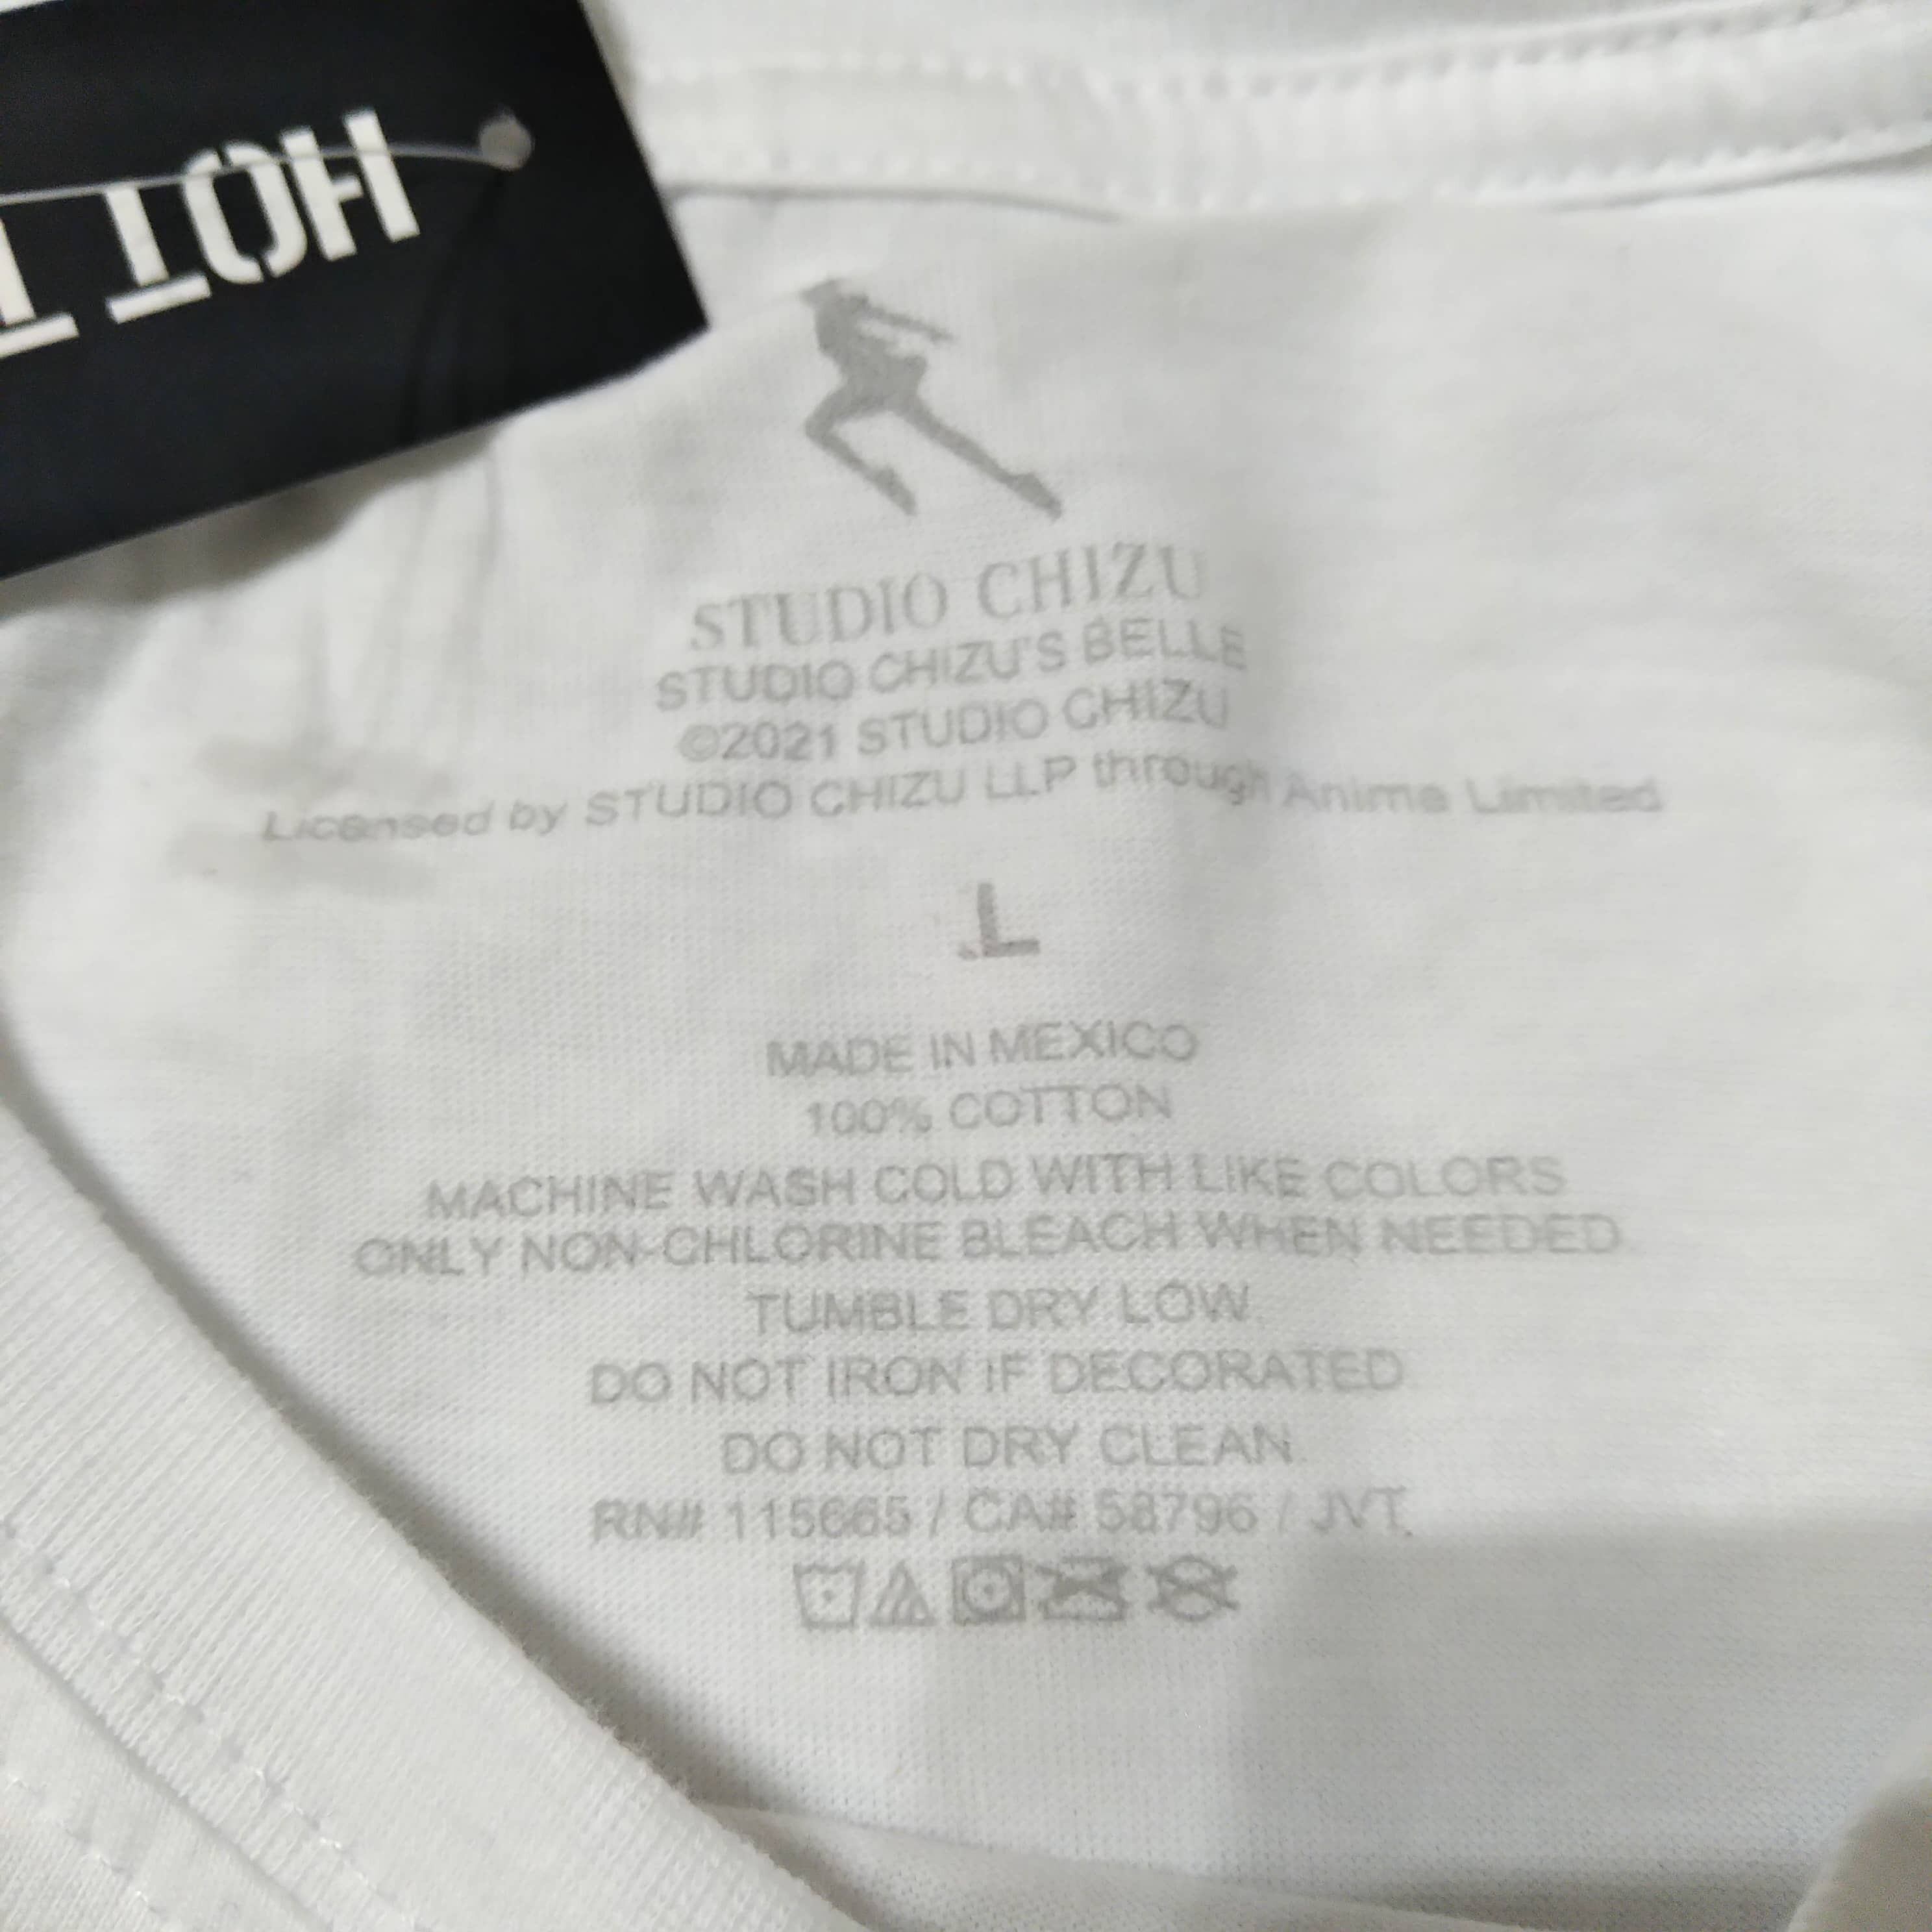 HOT T
STUDIO CHIZU
STUDIO CHIZU'S BELLE
©2021 STUDIO CHIZU
Licensed by STUDIO CHIZU LLP through Anime Limited
L
MADE IN MEXICO
100% COTTON
MACHINE WASH COLD WITH LIKE COLORS
ONLY NON-CHLORINE BLEACH WHEN NEEDED
TUMBLE DRY LOW
DO NOT IRON IF DECORATED
DO NOT DRY CLEAN
RN# 115665 / CA# 58796 / JVT